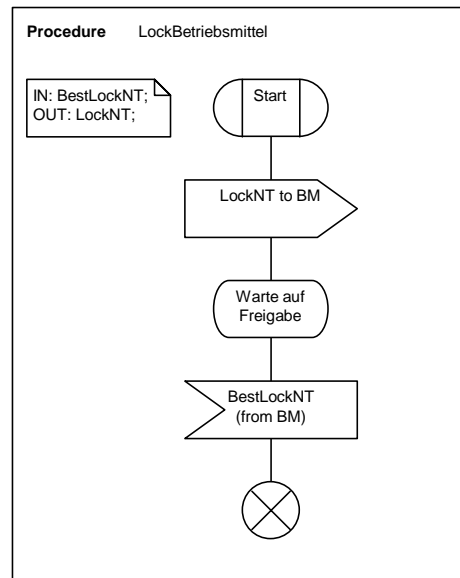 Procedure LockBetriebsmittel
IN: BestLockNT;
OUT: LockNT;
Start
LockNT to BM
Warte auf
Freigabe
BestLockNT
(from BM)